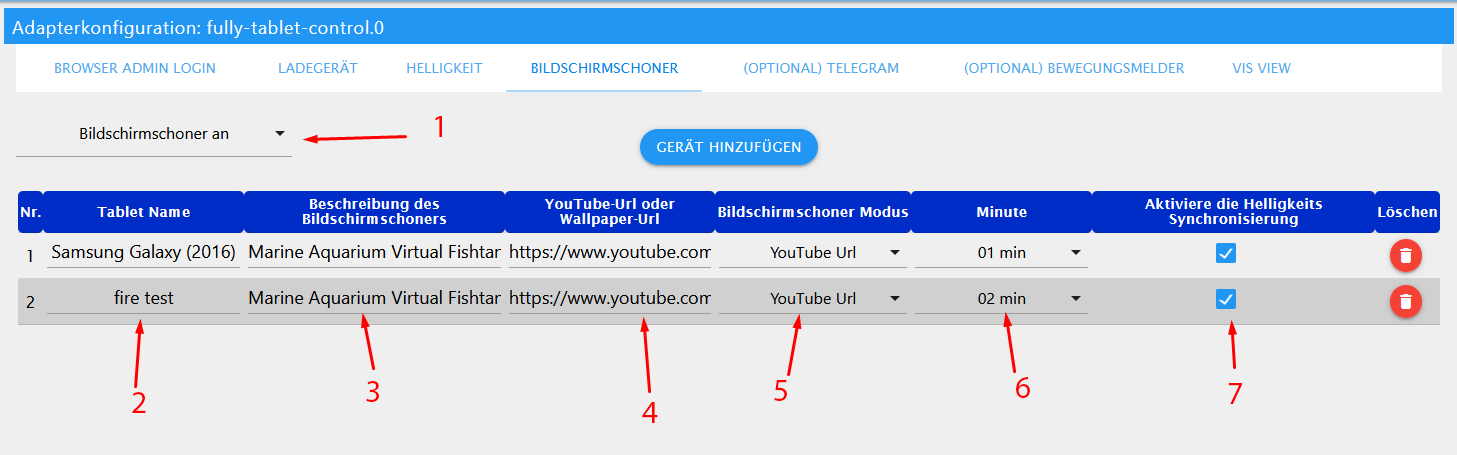 Adapterkonfiguration: fully-tablet-control.0
BROWSER ADMIN LOGIN LADEGERÄT HELLIGKEIT BILDSCHIRMSCHONER (OPTIONAL) TELEGRAM (OPTIONAL) BEWEGUNGSMELDER VIS VIEW
Bildschirmschoner an 1
GERÄT HINZUFÜGEN
Nr. Tablet Name Beschreibung des Bildschirmschoners YouTube-Url oder Wallpaper-Url Bildschirmschoner Modus Minute Aktiviere die Helligkeits Synchronisierung Löschen
1 Samsung Galaxy (2016) Marine Aquarium Virtual Fishtan https://www.youtube.com YouTube Url 01 min
2 fire test Marine Aquarium Virtual Fishtan https://www.youtube.com YouTube Url 02 min
2 3 4 5 6 7